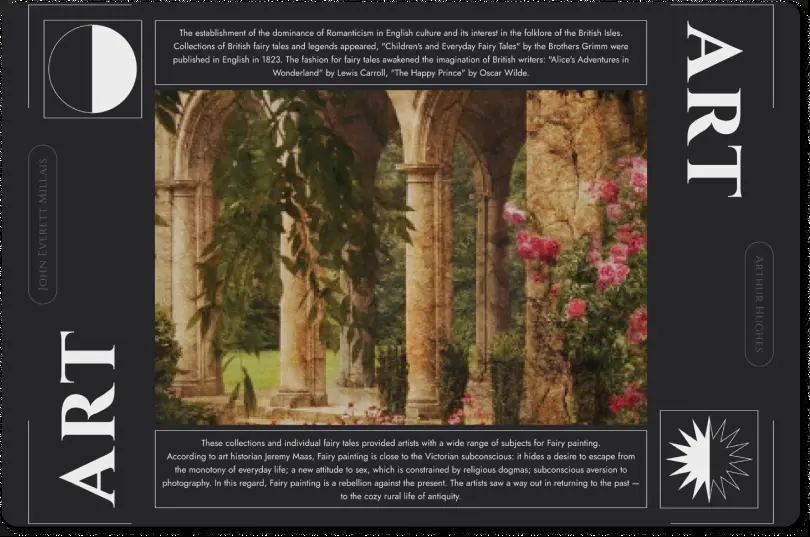 The establishment of the dominance of Romanticism in English culture and its interest in the folklore of the British Isles.
Collections of British fairy tales and legends appeared, "Children's and Everyday Fairy Tales" by the Brothers Grimm were
published in English in 1823. The fashion for fairy tales awakened the imagination of British writers: "Alice's Adventures in
Wonderland" by Lewis Carroll, "The Happy Prince" by Oscar Wilde.
ART
John Everett Millais
Arthur Hughes
ART
These collections and individual fairy tales provided artists with a wide range of subjects for Fairy painting.
According to art historian Jeremy Maas, Fairy painting is close to the Victorian subconscious: it hides a desire to escape from
the monotony of everyday life; a new attitude to sex, which is constrained by religious dogmas; subconscious aversion to
photography. In this regard, Fairy painting is a rebellion against the present. The artists saw a way out in returning to the past —
to the cozy rural life of antiquity.